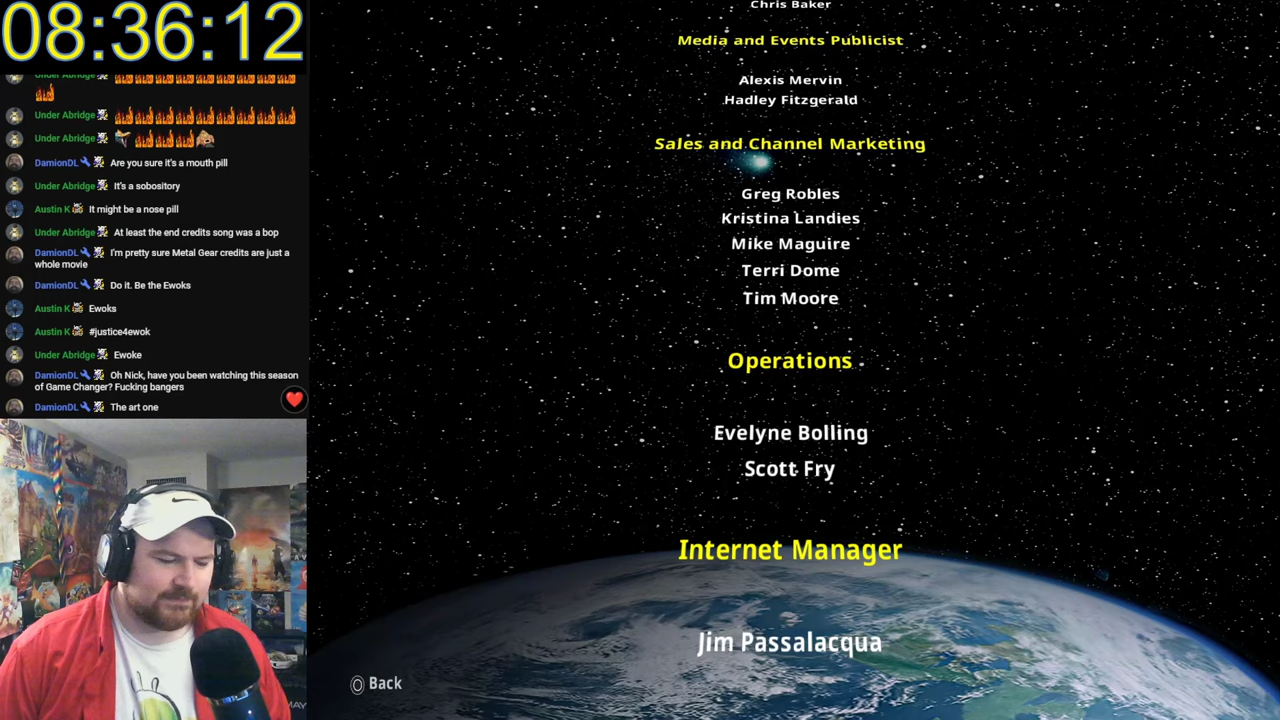 08:36:12
Under Abridge
Under Abridge
Under Abridge
DamionDL Are you sure it's a mouth pill
Under Abridge It's a sobository
Austin K It might be a nose pill
Under Abridge At least the end credits song was a bop
DamionDL I'm pretty sure Metal Gear credits are just a
whole movie
DamionDL Do it. Be the Ewoks
Austin K Ewoks
Austin K #justice4ewok
Under Abridge Ewoke
DamionDL Oh Nick, have you been watching this season
of Game Changer? Fucking bangers
DamionDL The art one
Chris Baker
Media and Events Publicist
Alexis Mervin
Hadley Fitzgerald
Sales and Channel Marketing
Greg Robles
Kristina Landies
Mike Maguire
Terri Dome
Tim Moore
Operations
Evelyne Bolling
Scott Fry
Internet Manager
Jim Passalacqua
Back